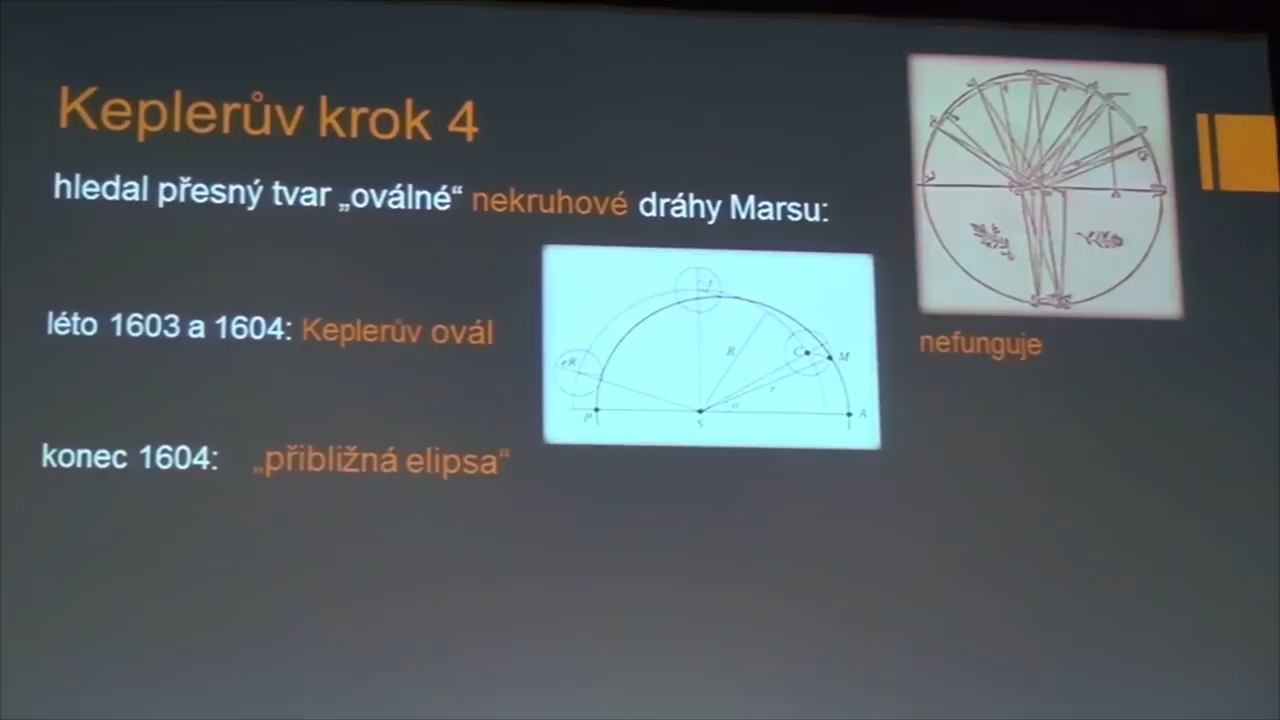 Keplerův krok 4
hledal přesný tvar „oválné“ nekruhové dráhy Marsu:
léto 1603 a 1604: Keplerův ovál
nefunguje
konec 1604: „přibližná elipsa“
eR
R
C
M
r
α
P
S
A